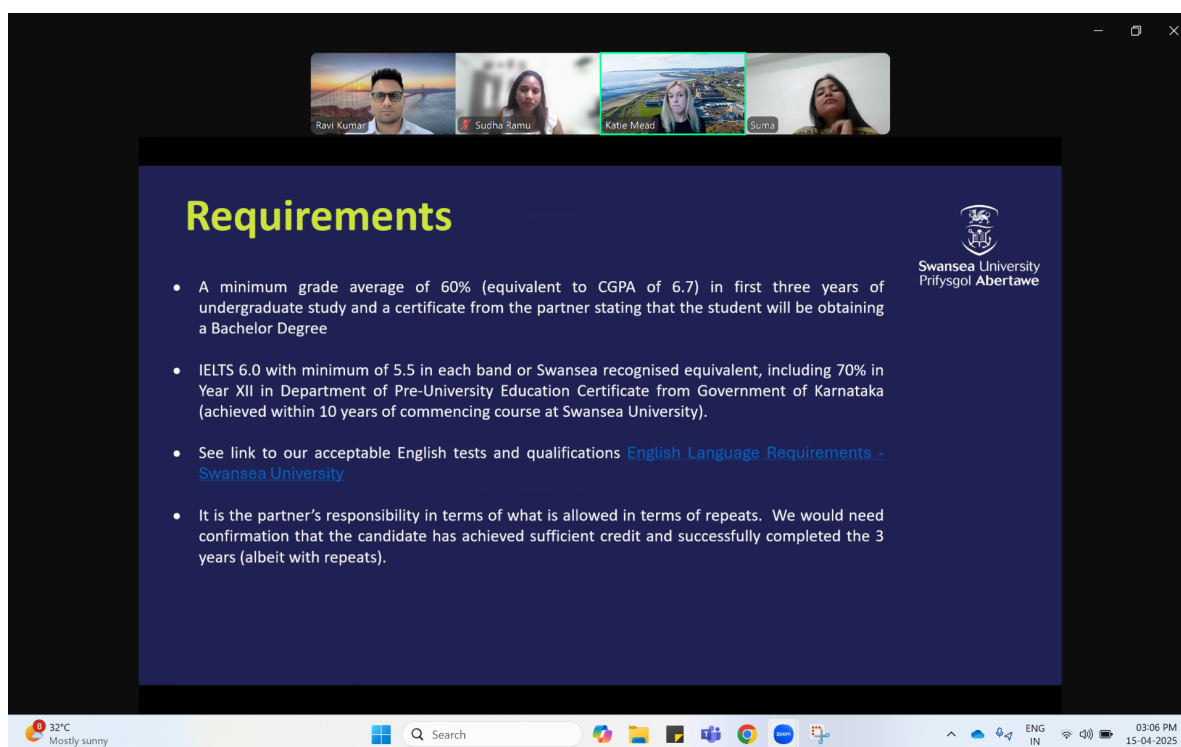 Ravi Kumar
Sudha Ramu
Katie Mead
Suma
Requirements
Swansea University
Prifysgol Abertawe
● A minimum grade average of 60% (equivalent to CGPA of 6.7) in first three years of
undergraduate study and a certificate from the partner stating that the student will be obtaining
a Bachelor Degree
● IELTS 6.0 with minimum of 5.5 in each band or Swansea recognised equivalent, including 70% in
Year XII in Department of Pre-University Education Certificate from Government of Karnataka
(achieved within 10 years of commencing course at Swansea University).
● See link to our acceptable English tests and qualifications English Language Requirements -
Swansea University
● It is the partner's responsibility in terms of what is allowed in terms of repeats. We would need
confirmation that the candidate has achieved sufficient credit and successfully completed the 3
years (albeit with repeats).
8
32°C
Mostly sunny
Search
zoom
ENG
IN
03:06 PM
15-04-2025